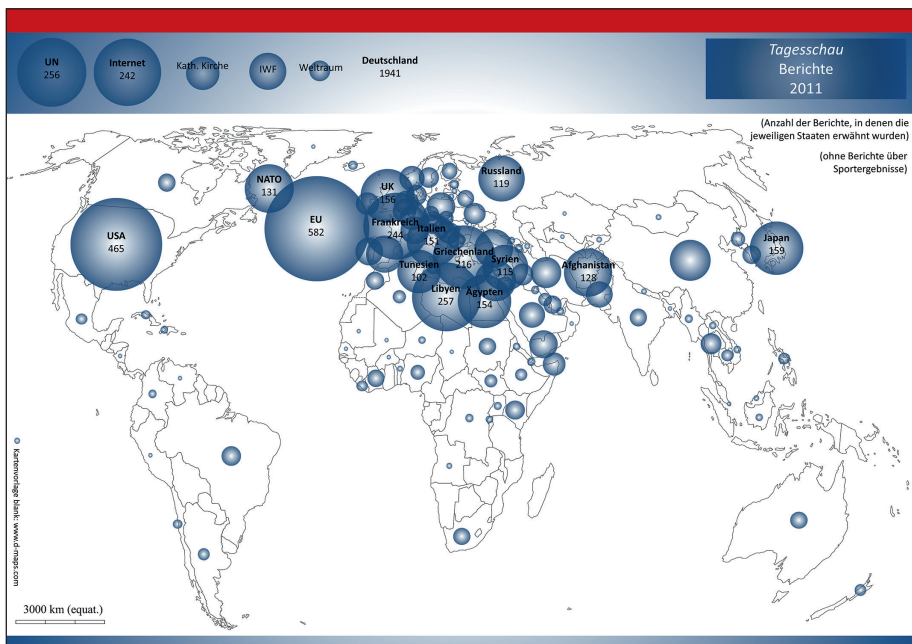 UN
256
Internet
242
Kath. Kirche
IWF
Weltraum
Deutschland
1941
Tagesschau
Berichte
2011
(Anzahl der Berichte, in denen die
jeweiligen Staaten erwähnt wurden)
(ohne Berichte über
Sportergebnisse)
NATO
131
UK
156
Russland
119
USA
465
EU
582
Frankreich
244
Italien
151
Griechenland
216
Syrien
115
Tunesien
102
Afghanistan
128
Japan
159
Libyen
257
Ägypten
154
Kartenvorlage blank: www.d-maps.com
3000 km (equat.)